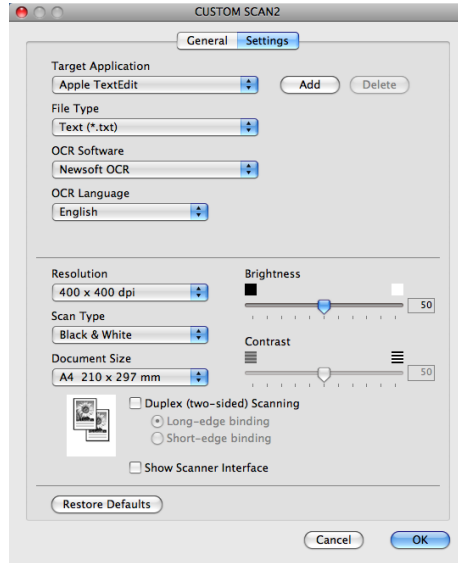 CUSTOM SCAN2
General Settings
Target Application
Apple TextEdit Add Delete
File Type
Text (*.txt)
OCR Software
Newsoft OCR
OCR Language
English
Resolution Brightness
400 x 400 dpi 50
Scan Type
Black & White Contrast
Document Size
A4 210 x 297 mm 50
Duplex (two-sided) Scanning
Long-edge binding
Short-edge binding
Show Scanner Interface
Restore Defaults
Cancel OK